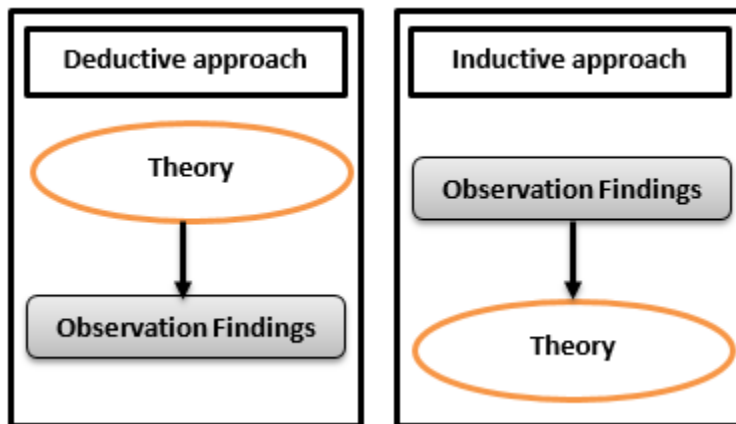 Deductive approach
Theory
Observation Findings
Inductive approach
Observation Findings
Theory